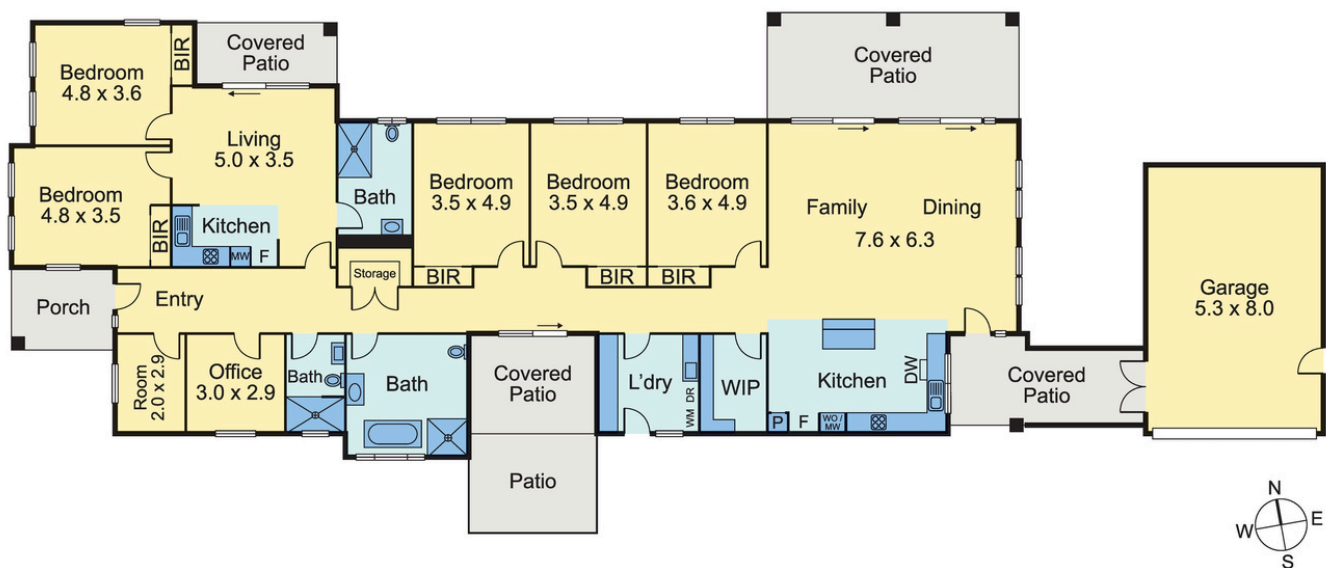 Bedroom
4.8 x 3.6
BIR
Covered
Patio
Living
5.0 x 3.5
Bedroom
4.8 x 3.5
BIR
Kitchen
MW
F
Bath
Bedroom
3.5 x 4.9
BIR
Bedroom
3.5 x 4.9
BIR
Bedroom
3.6 x 4.9
BIR
Covered
Patio
Family
Dining
7.6 x 6.3
Garage
5.3 x 8.0
Porch
Entry
Storage
Room
2.0 x 2.9
Office
3.0 x 2.9
Bath
Bath
Covered
Patio
Patio
L'dry
WM DR
WIP
Kitchen
DW
P
F
WO /
MW
Covered
Patio
N
W
E
S